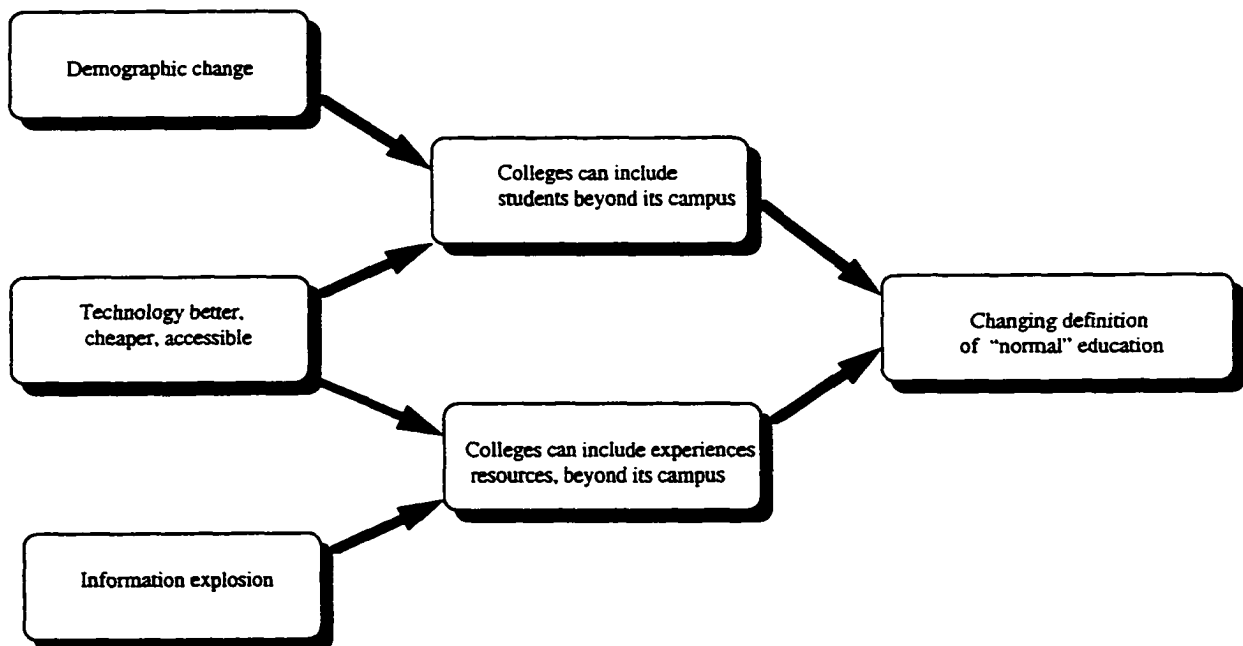 Demographic change
Colleges can include
students beyond its campus
Technology better,
cheaper, accessible
Changing definition
of "normal" education
Colleges can include experiences
resources, beyond its campus
Information explosion